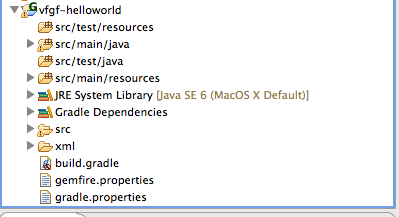 vfgf-helloworld
src/test/resources
src/main/java
src/test/java
src/main/resources
JRE System Library [Java SE 6 (MacOS X Default)]
Gradle Dependencies
src
xml
build.gradle
gemfire.properties
gradle.properties